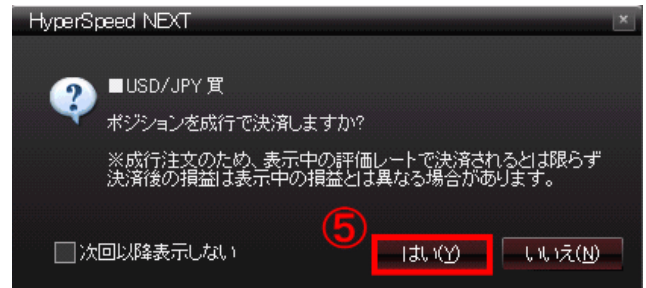 HyperSpeed NEXT
■USD/JPY 買
ポジションを成行で決済しますか?
※成行注文のため、表示中の評価レートで決済されるとは限らず
決済後の損益は表示中の損益とは異なる場合があります。
⑤
次回以降表示しない はい(Y) いいえ(N)